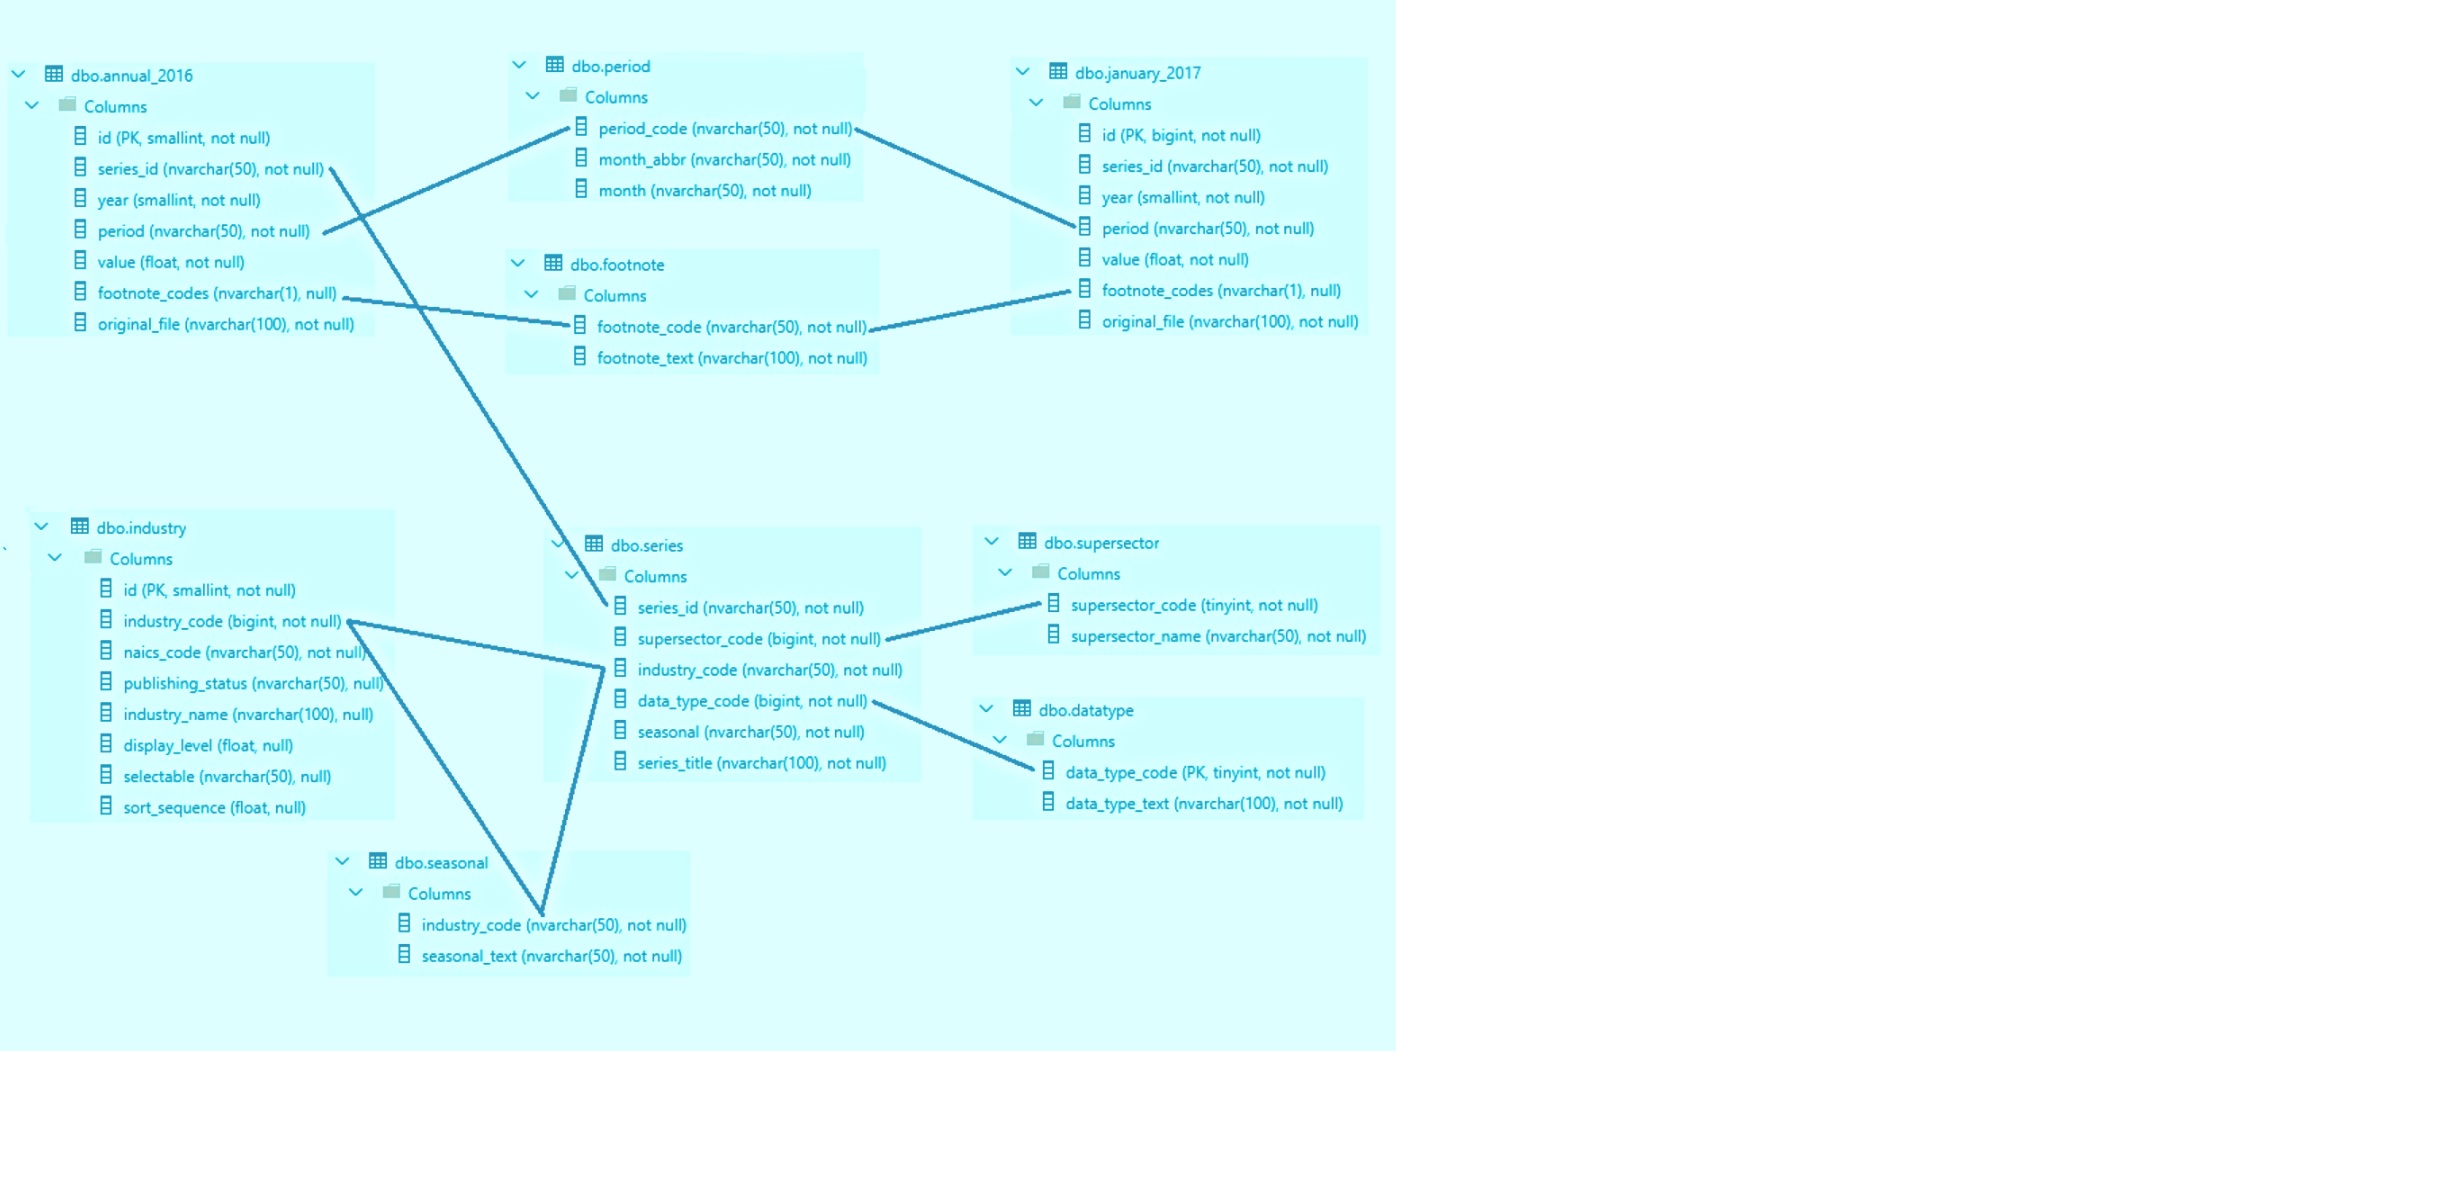 dbo.annual_2016
Columns
id (PK, smallint, not null)
series_id (nvarchar(50), not null)
year (smallint, not null)
period (nvarchar(50), not null)
value (float, not null)
footnote_codes (nvarchar(1), null)
original_file (nvarchar(100), not null)
dbo.period
Columns
period_code (nvarchar(50), not null)
month_abbr (nvarchar(50), not null)
month (nvarchar(50), not null)
dbo.footnote
Columns
footnote_code (nvarchar(50), not null)
footnote_text (nvarchar(100), not null)
dbo.january_2017
Columns
id (PK, bigint, not null)
series_id (nvarchar(50), not null)
year (smallint, not null)
period (nvarchar(50), not null)
value (float, not null)
footnote_codes (nvarchar(1), null)
original_file (nvarchar(100), not null)
dbo.industry
Columns
id (PK, smallint, not null)
industry_code (bigint, not null)
naics_code (nvarchar(50), not null)
publishing_status (nvarchar(50), null)
industry_name (nvarchar(100), null)
display_level (float, null)
selectable (nvarchar(50), null)
sort_sequence (float, null)
dbo.series
Columns
series_id (nvarchar(50), not null)
supersector_code (bigint, not null)
industry_code (nvarchar(50), not null)
data_type_code (bigint, not null)
seasonal (nvarchar(50), not null)
series_title (nvarchar(100), not null)
dbo.supersector
Columns
supersector_code (tinyint, not null)
supersector_name (nvarchar(50), not null)
dbo.datatype
Columns
data_type_code (PK, tinyint, not null)
data_type_text (nvarchar(100), not null)
dbo.seasonal
Columns
industry_code (nvarchar(50), not null)
seasonal_text (nvarchar(50), not null)